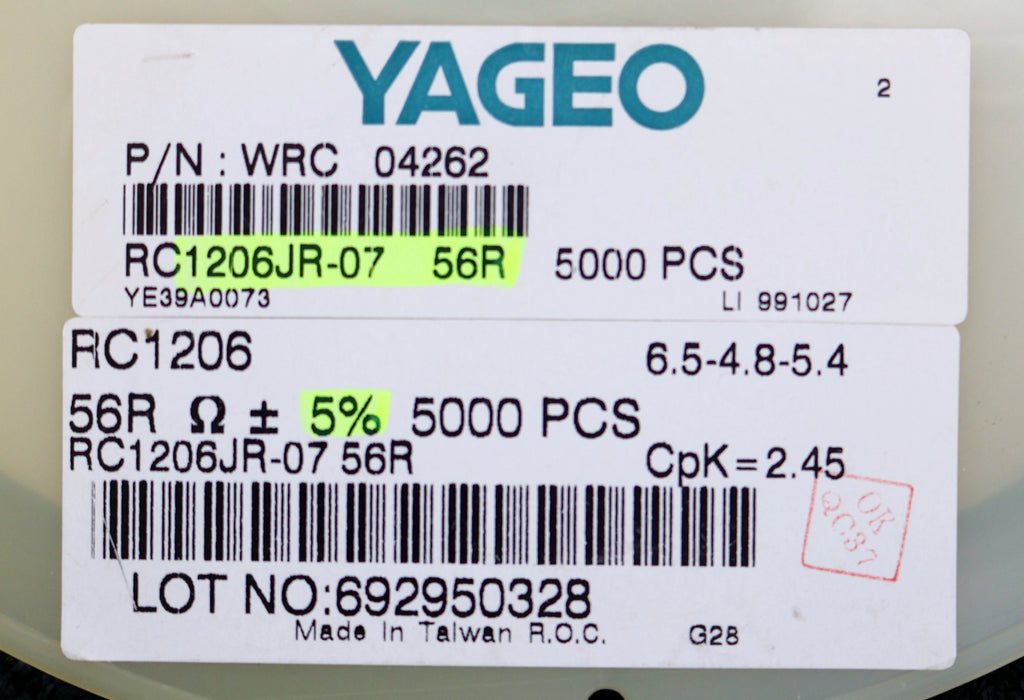 YAGEO
2
P/N : WRC 04262
RC1206JR-07 56R 5000 PCS
YE39A0073 LI 991027
RC1206 6.5-4.8-5.4
56R Ω ± 5% 5000 PCS
RC1206JR-07 56R CpK=2.45
OK
QC37
LOT NO:692950328
Made In Taiwan R.O.C. G28